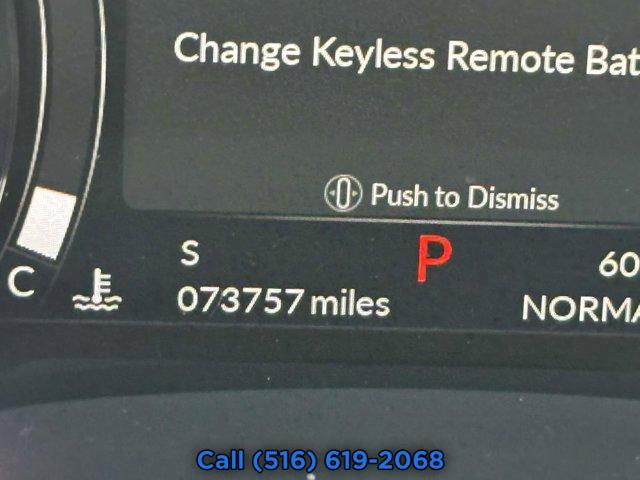 Change Keyless Remote Bat
Push to Dismiss
S P 60
C 073757 miles NORMA
Call (516) 619-2068